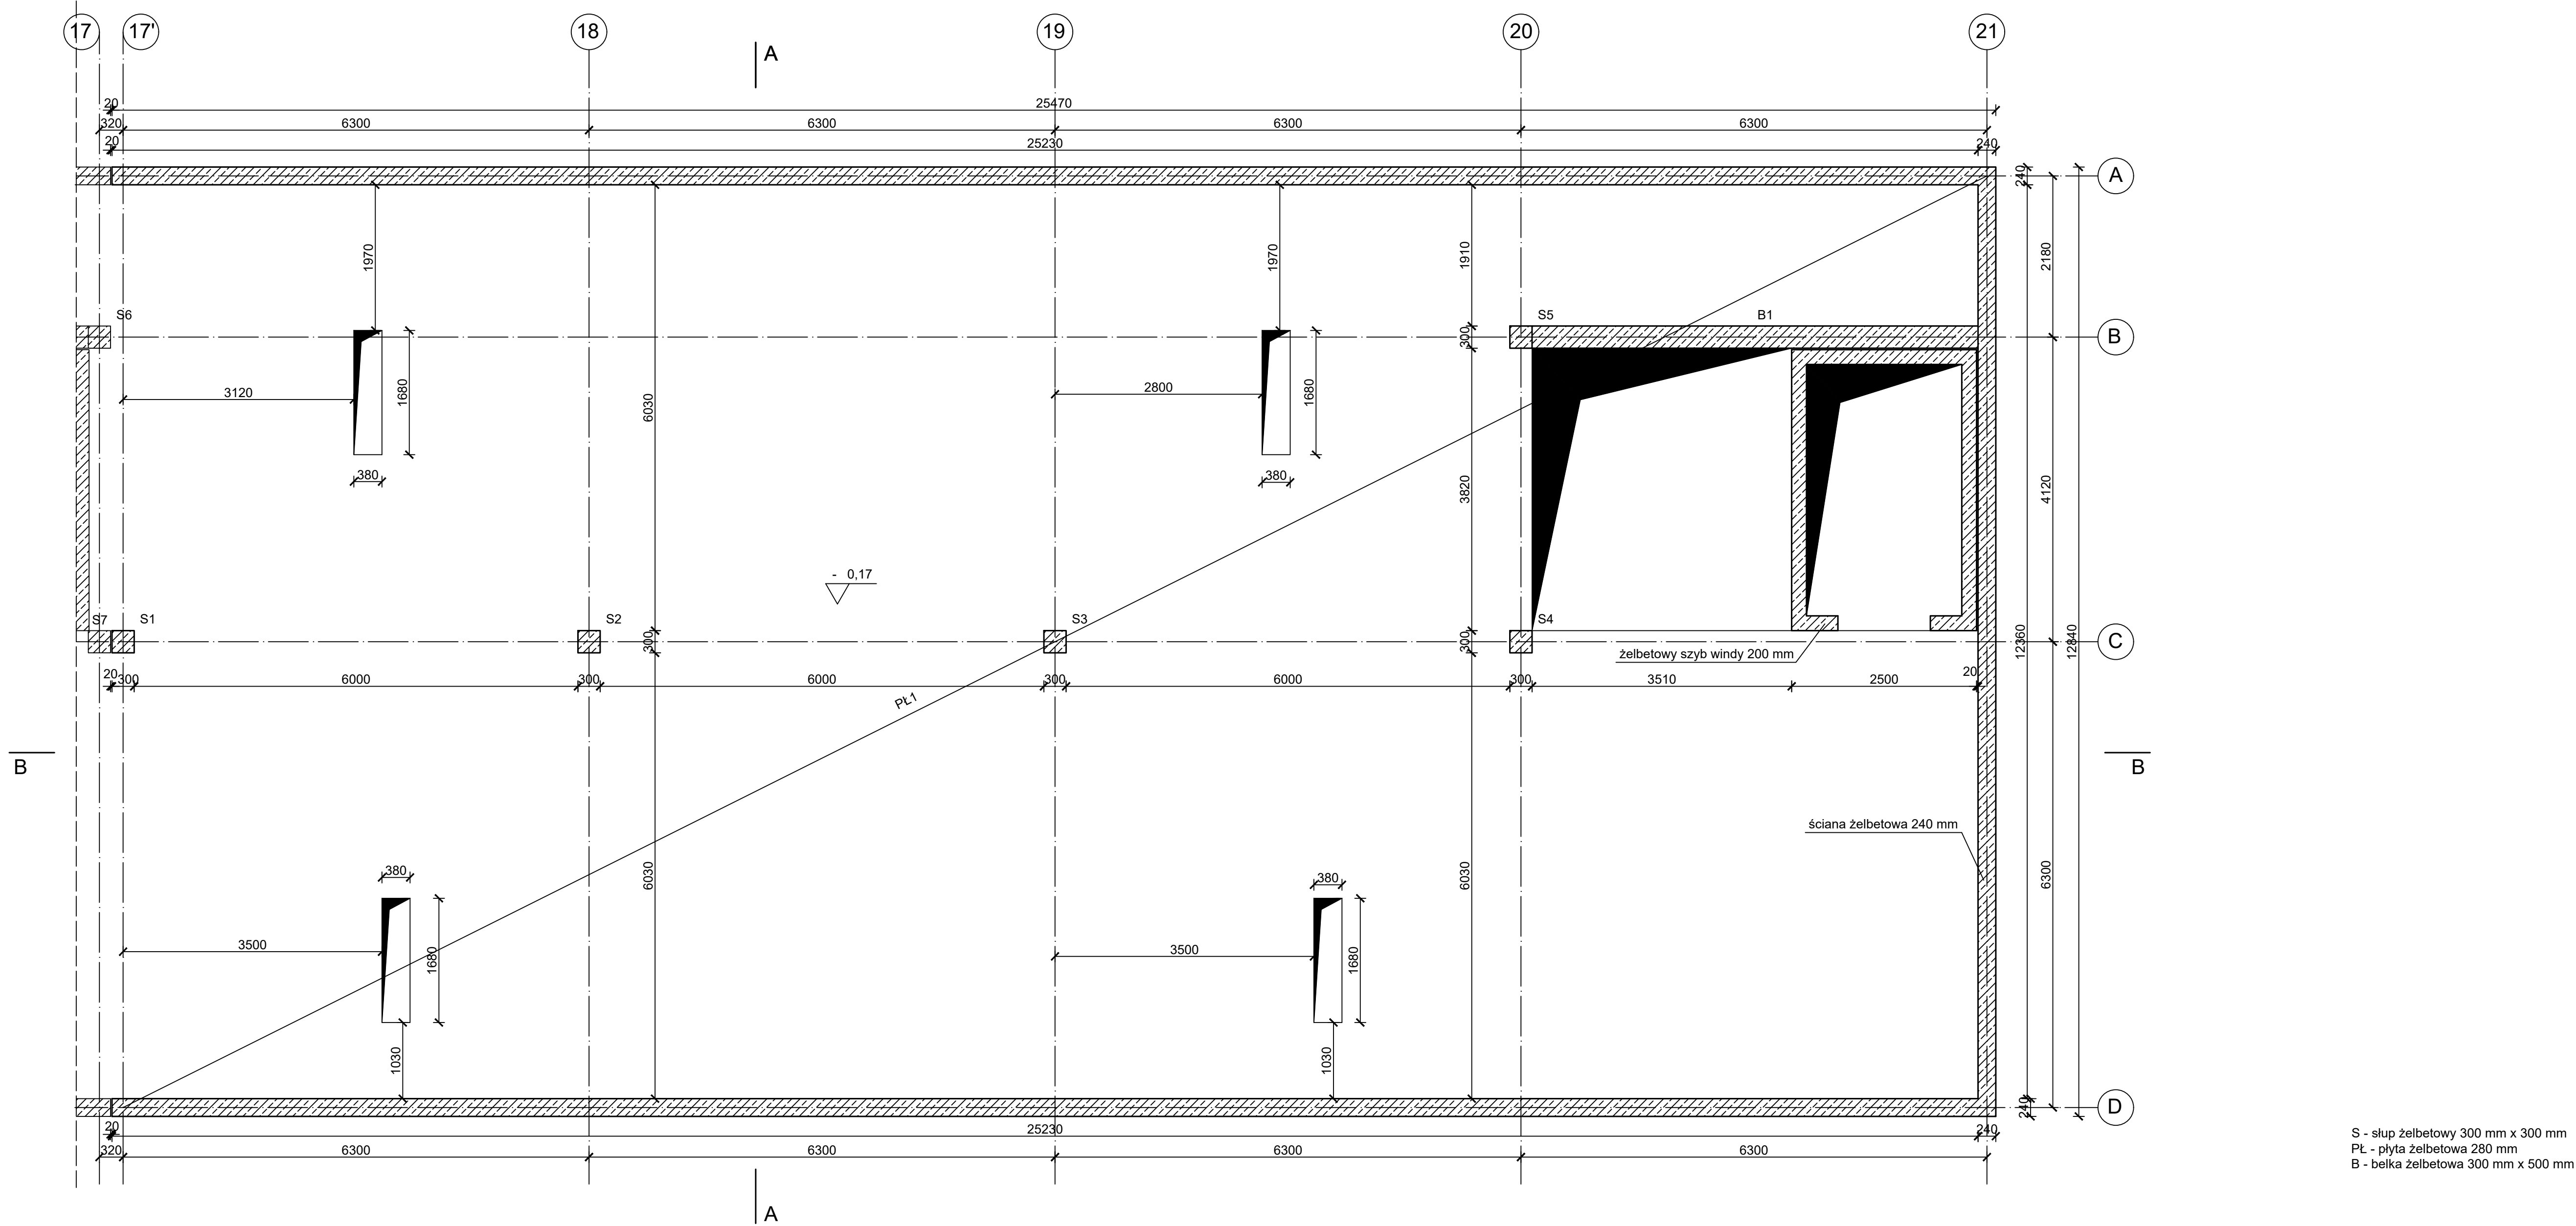 17 17' 18 19 20 21
A
20 25470
320 6300 6300 6300 6300
20 25230 240
240 A
1970 1970 1910 2180
S6 S5 B1
300 B
3120 1680 6030 2800 1680
380 380 3820 4120
- 0,17
S7 S1 S2 S3 S4
300 300 C
12360 12840
żelbetowy szyb windy 200 mm
20 300 6000 300 6000 300 6000 300 3510 2500 20
PŁ1
B B
ściana żelbetowa 240 mm
380 6030 380 6030 6300
3500 1680 3500 1680
1030 1030
240 D
20 25230 240
320 6300 6300 6300 6300
S - słup żelbetowy 300 mm x 300 mm
PŁ - płyta żelbetowa 280 mm
B - belka żelbetowa 300 mm x 500 mm
A